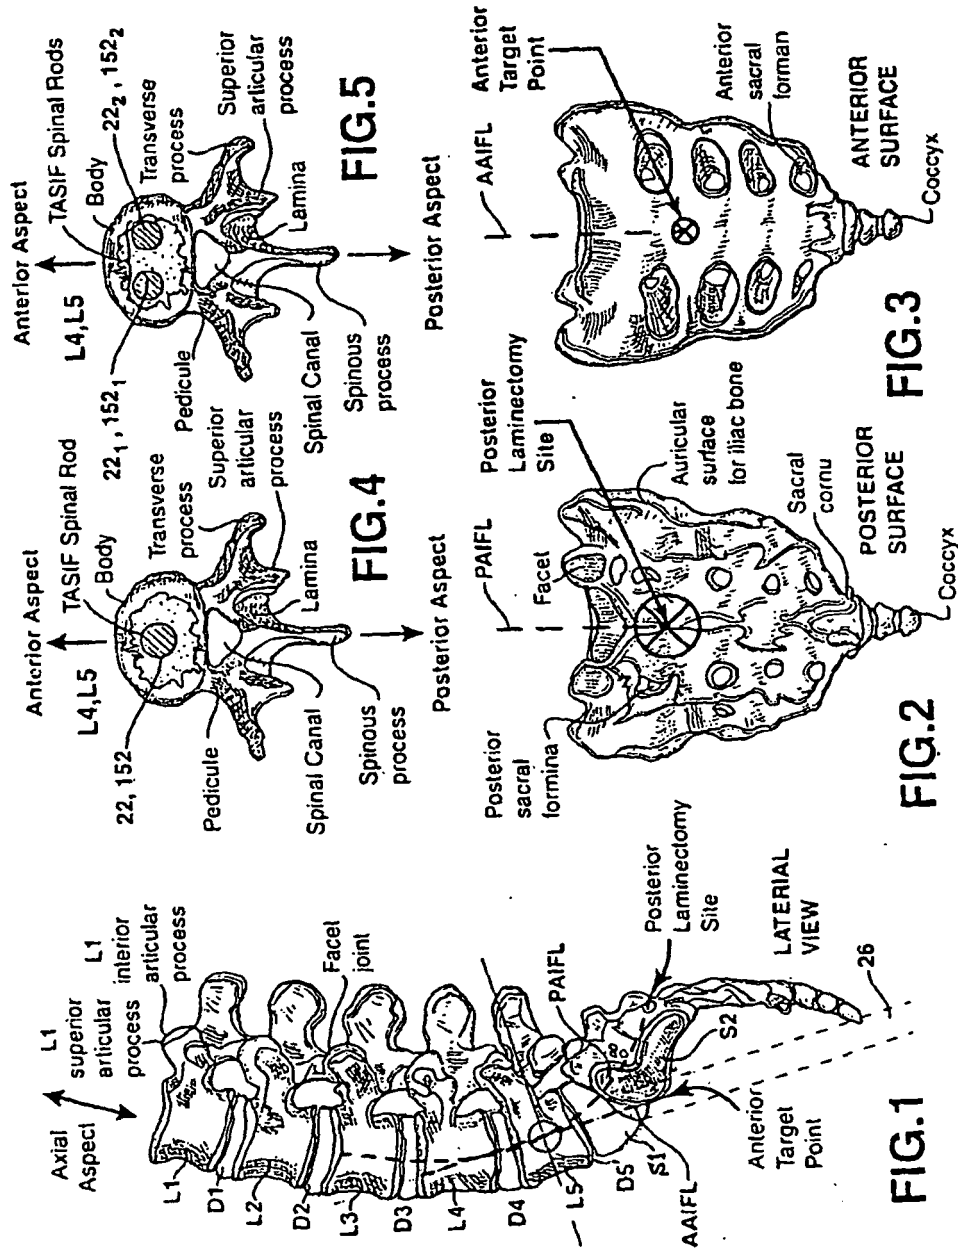 Axial
Aspect
L1
superior
articular
process
L1
interior
articular
process
L1
D1
L2
D2
L3
D3
L4
D4
L5
D5
S1
AAIFL
Facet
joint
PAIFL
Posterior
Laminectomy
Site
S2
LATERIAL
VIEW
26
Anterior
Target
Point
FIG.1
Posterior
sacral
formina
PAIFL
Facet
Posterior
Laminectomy
Site
Auricular
surface
for iliac bone
Sacral
cornu
POSTERIOR
SURFACE
Coccyx
FIG.2
AAIFL
Anterior
Target
Point
Anterior
sacral
forman
ANTERIOR
SURFACE
Coccyx
FIG.3
Anterior Aspect
L4,L5
TASIF Spinal Rod
Body
22, 152
Transverse
process
Superior
articular
process
Pedicule
Lamina
Spinal Canal
Spinous
process
Posterior Aspect
FIG.4
Anterior Aspect
L4,L5
TASIF Spinal Rods
Body
22₁, 152₁
22₂, 152₂
Transverse
process
Superior
articular
process
Pedicule
Lamina
Spinal Canal
Spinous
process
Posterior Aspect
FIG.5